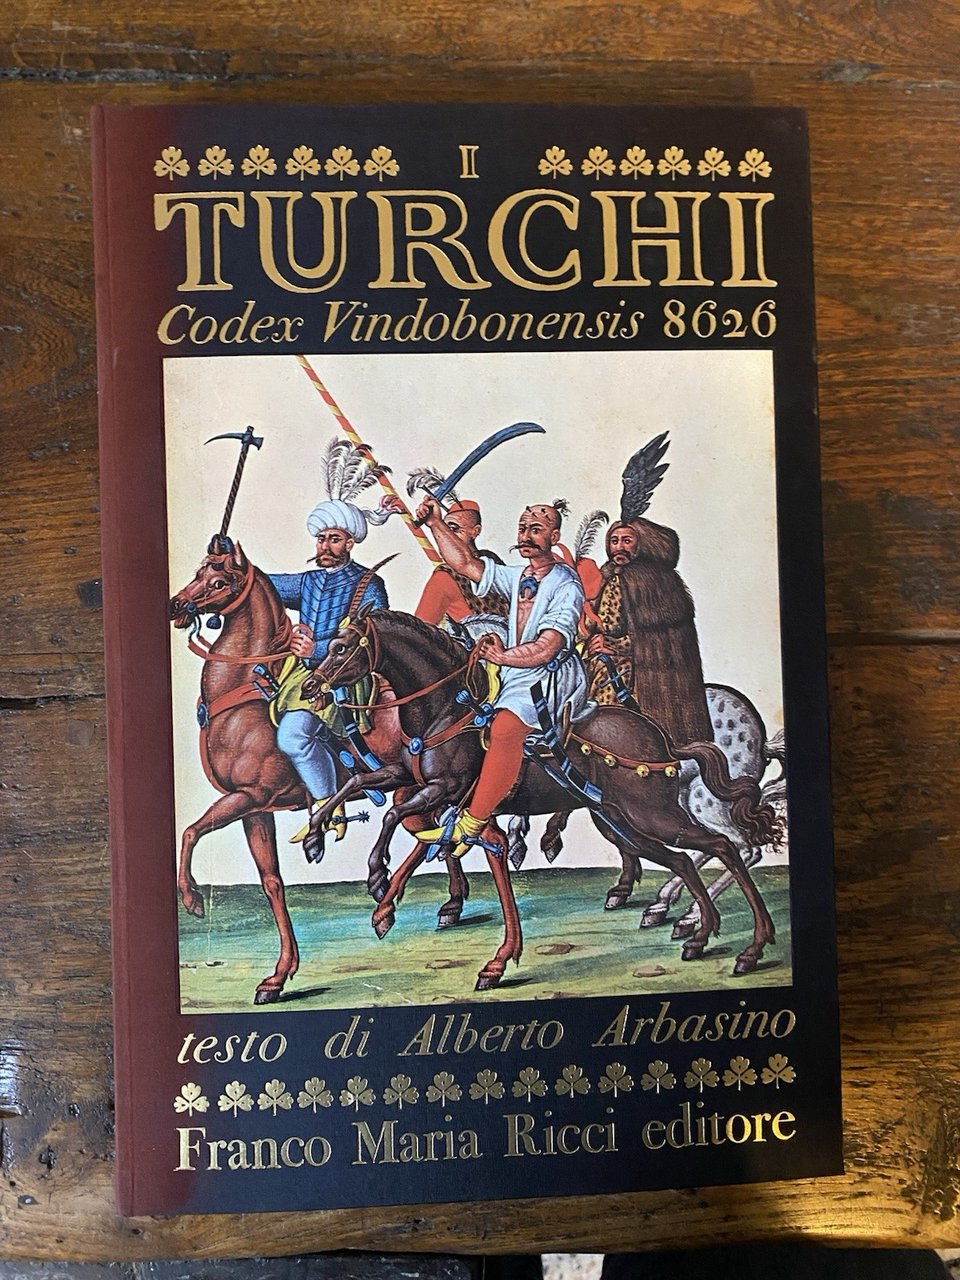 I
TURCHI
Codex Vindobonensis 8626
testo di Alberto Arbasino
Franco Maria Ricci editore